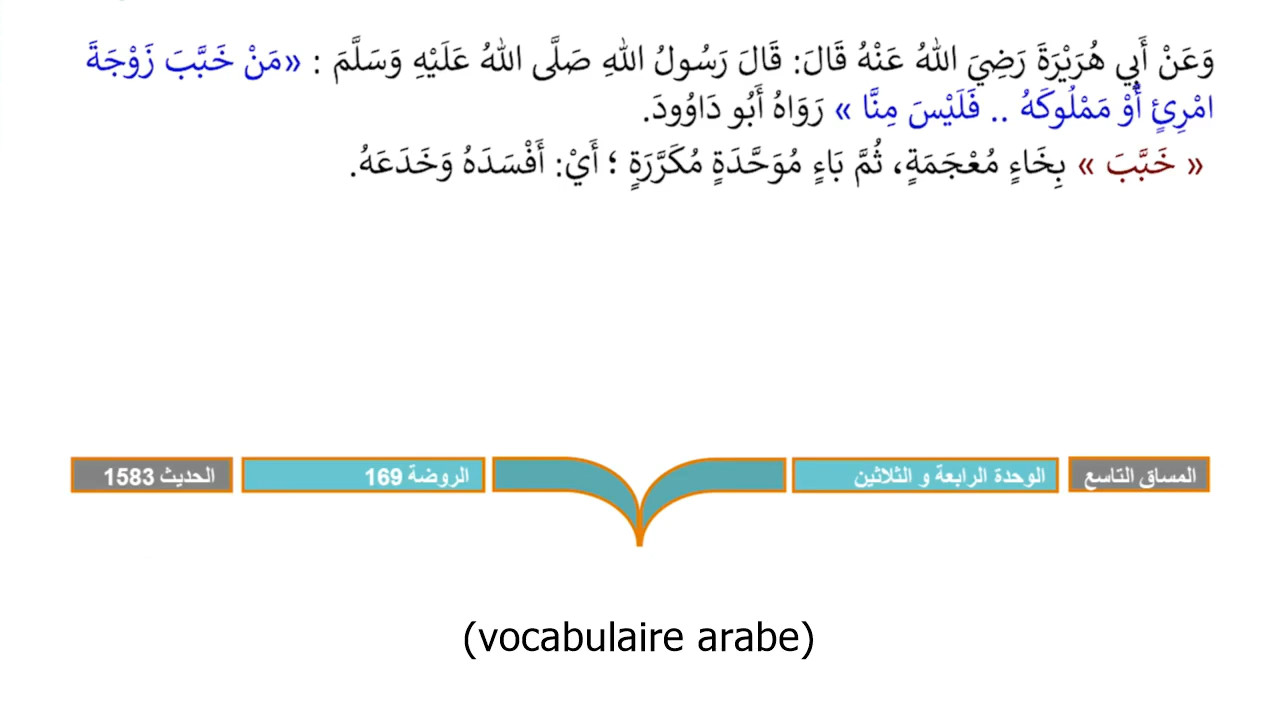 وَعَنْ أَبِي هُرَيْرَةَ رَضِيَ اللهُ عَنْهُ قَالَ: قَالَ رَسُولُ اللهِ صَلَّى اللهُ عَلَيْهِ وَسَلَّمَ : «مَنْ خَبَّبَ زَوْجَةَ
امْرِئٍ أَوْ مَمْلُوكَهُ .. فَلَيْسَ مِنَّا » رَوَاهُ أَبُو دَاوُودَ.
« خَبَّبَ » بِخَاءٍ مُعْجَمَةٍ، ثُمَّ بَاءٍ مُوَحَّدَةٍ مُكَرَّرَةٍ ؛ أَيْ: أَفْسَدَهُ وَخَدَعَهُ.
المساق التاسع الوحدة الرابعة و الثلاثين الروضة 169 الحديث 1583
(vocabulaire arabe)